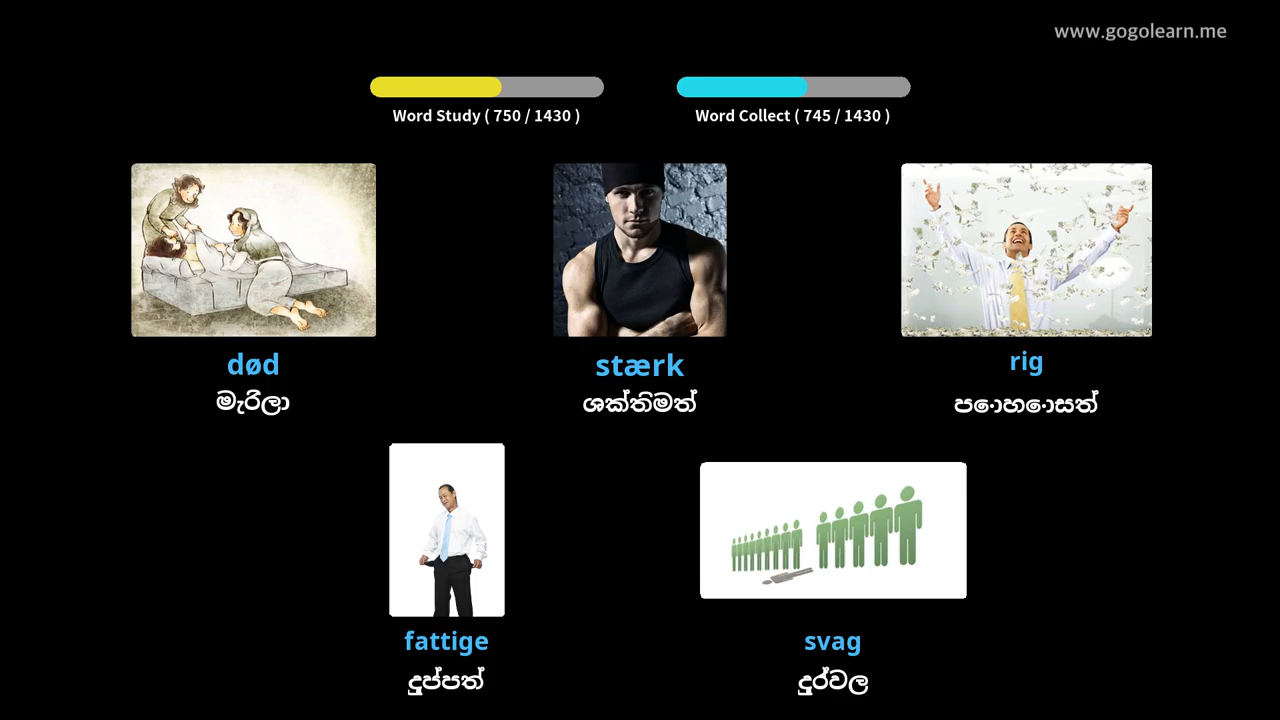 www.gogolearn.me
Word Study ( 750 / 1430 )
Word Collect ( 745 / 1430 )
død
මැරිලා
stærk
ශක්තිමත්
rig
පොහොසත්
fattige
දුප්පත්
svag
දුර්වල